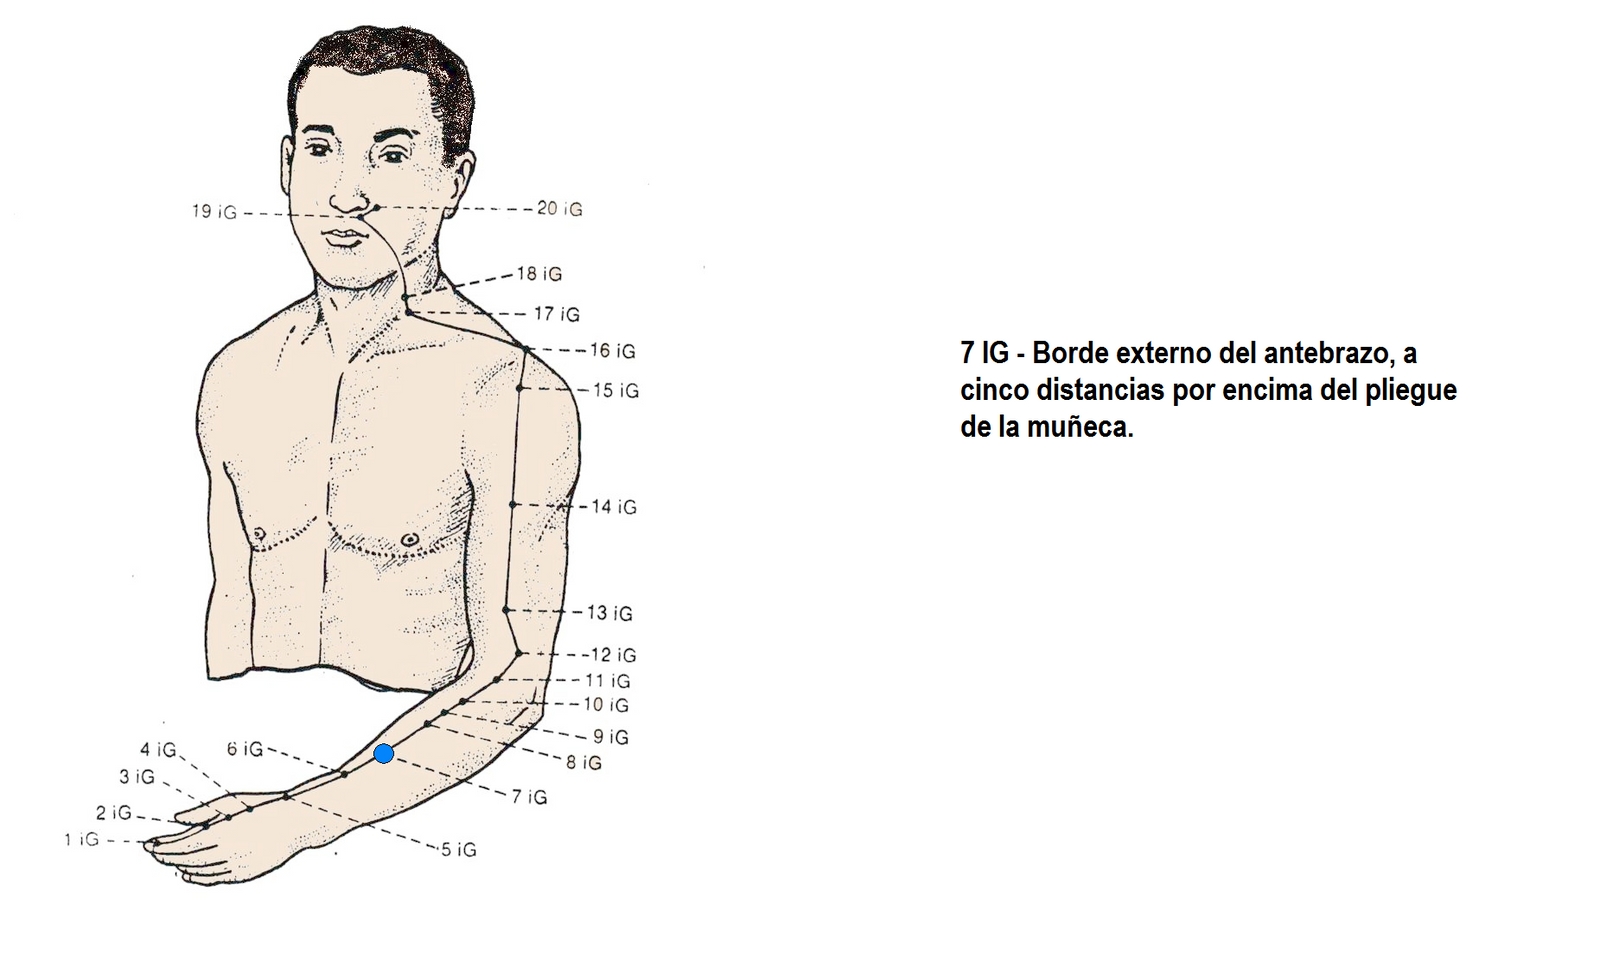 19 iG
20 iG
18 iG
17 iG
16 iG
15 iG
7 IG - Borde externo del antebrazo, a
cinco distancias por encima del pliegue
de la muñeca.
14 iG
13 iG
12 iG
11 iG
10 iG
9 iG
8 iG
7 iG
6 iG
4 iG
3 iG
2 iG
1 iG
5 iG